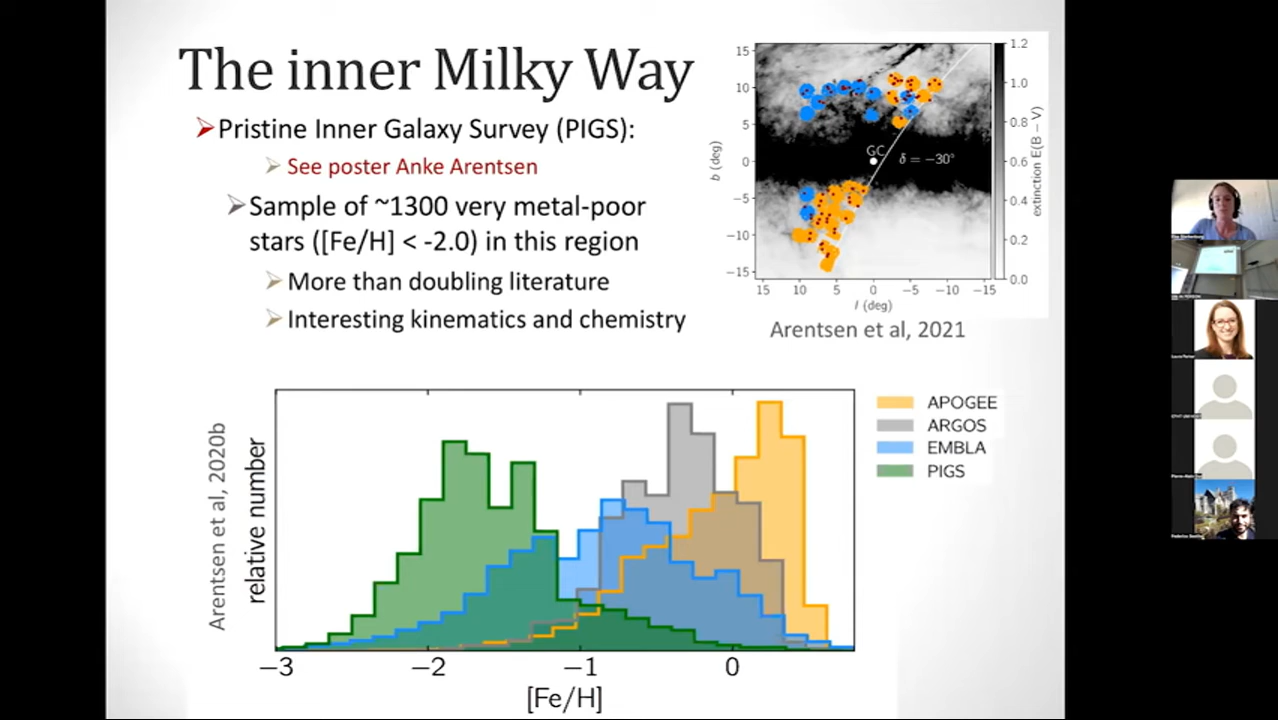 The inner Milky Way
Pristine Inner Galaxy Survey (PIGS):
See poster Anke Arentsen
Sample of ~1300 very metal-poor
stars ([Fe/H] < -2.0) in this region
More than doubling literature
Interesting kinematics and chemistry
15
10
5
0
−5
−10
−15
b (deg)
GC
δ = −30°
15 10 5 0 −5 −10 −15
l (deg)
1.2
1.0
0.8
0.6
0.4
0.2
0.0
extinction E(B − V)
Arentsen et al, 2021
Arentsen et al, 2020b
relative number
−3 −2 −1 0
[Fe/H]
APOGEE
ARGOS
EMBLA
PIGS